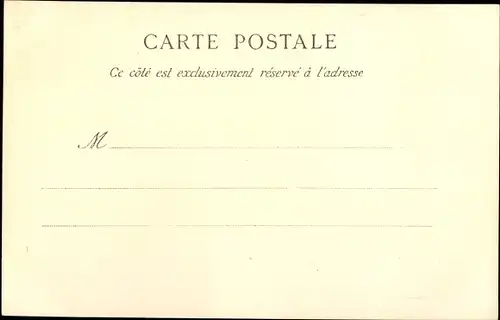 CARTE POSTALE
Ce côté est exclusivement réservé à l'adresse
M